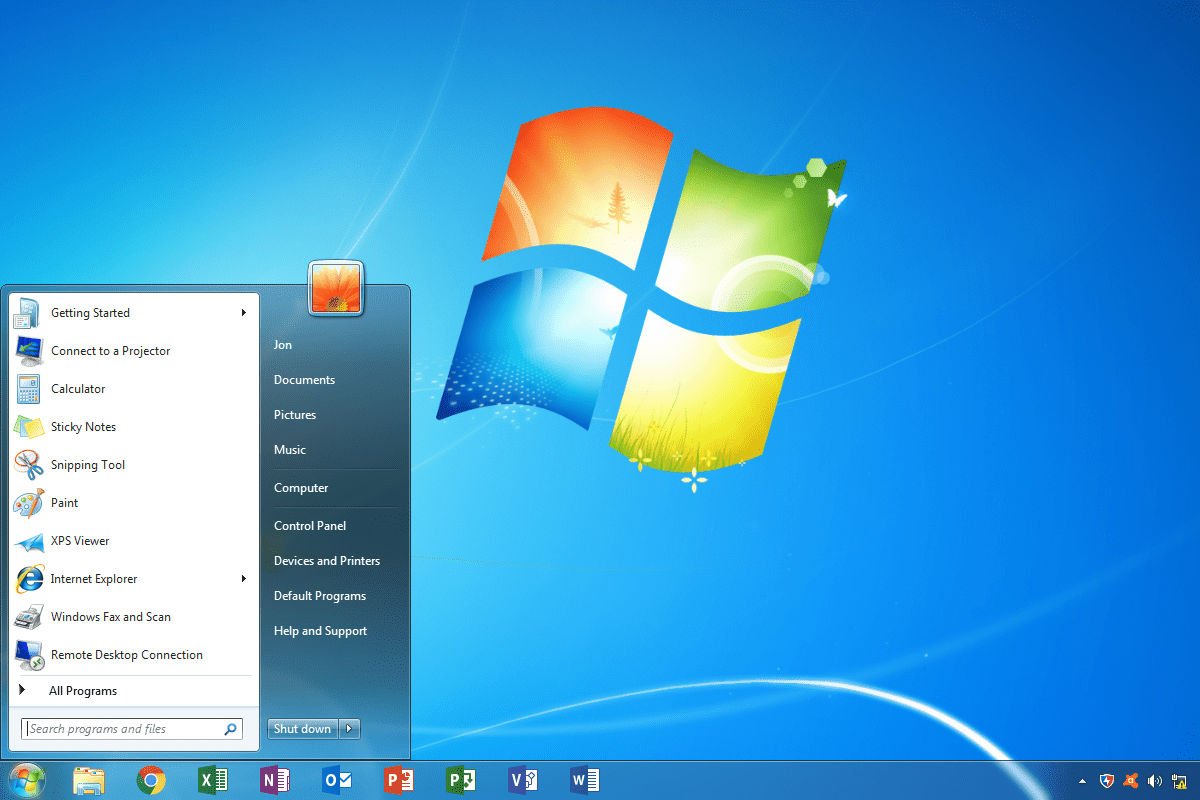 Getting Started
Connect to a Projector
Calculator
Sticky Notes
Snipping Tool
Paint
XPS Viewer
Internet Explorer
Windows Fax and Scan
Remote Desktop Connection
All Programs
Search programs and files
Jon
Documents
Pictures
Music
Computer
Control Panel
Devices and Printers
Default Programs
Help and Support
Shut down
X N O P P V W